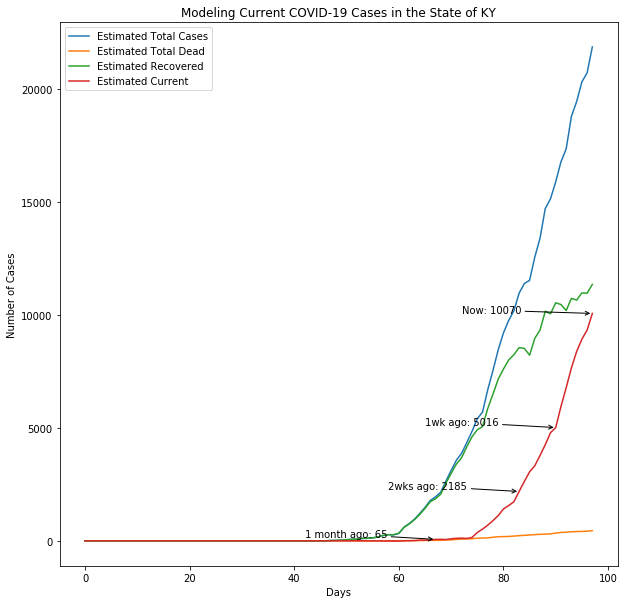 Modeling Current COVID-19 Cases in the State of KY
Estimated Total Cases
Estimated Total Dead
Estimated Recovered
Estimated Current
20000
15000
10000
5000
0
Number of Cases
Now: 10070
1wk ago: 5016
2wks ago: 2185
1 month ago: 65
0 20 40 60 80 100
Days